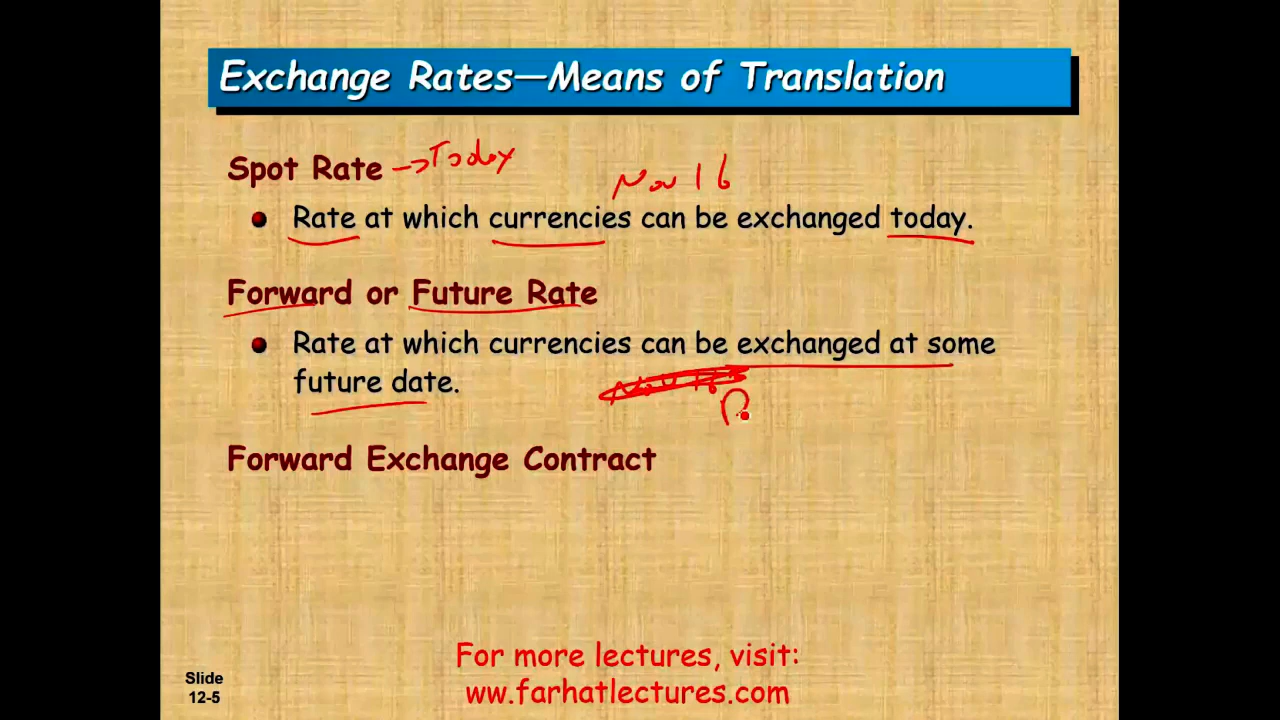 Exchange Rates—Means of Translation
Spot Rate → Today
Nov 16
Rate at which currencies can be exchanged today.
Forward or Future Rate
Rate at which currencies can be exchanged at some
future date.
Forward Exchange Contract
For more lectures, visit:
ww.farhatlectures.com
Slide
12-5